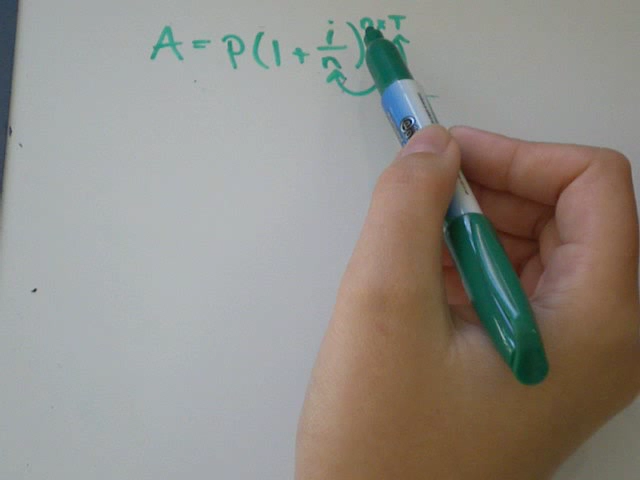 A = P(1 + i/n)^n×T